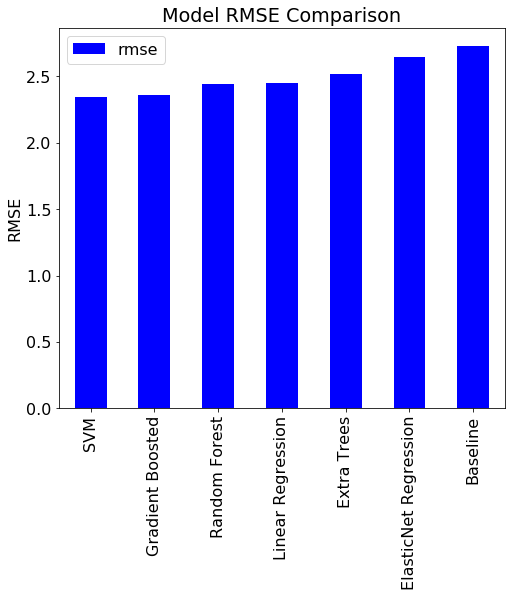 Model RMSE Comparison
rmse
RMSE
2.5
2.0
1.5
1.0
0.5
0.0
SVM
Gradient Boosted
Random Forest
Linear Regression
Extra Trees
ElasticNet Regression
Baseline